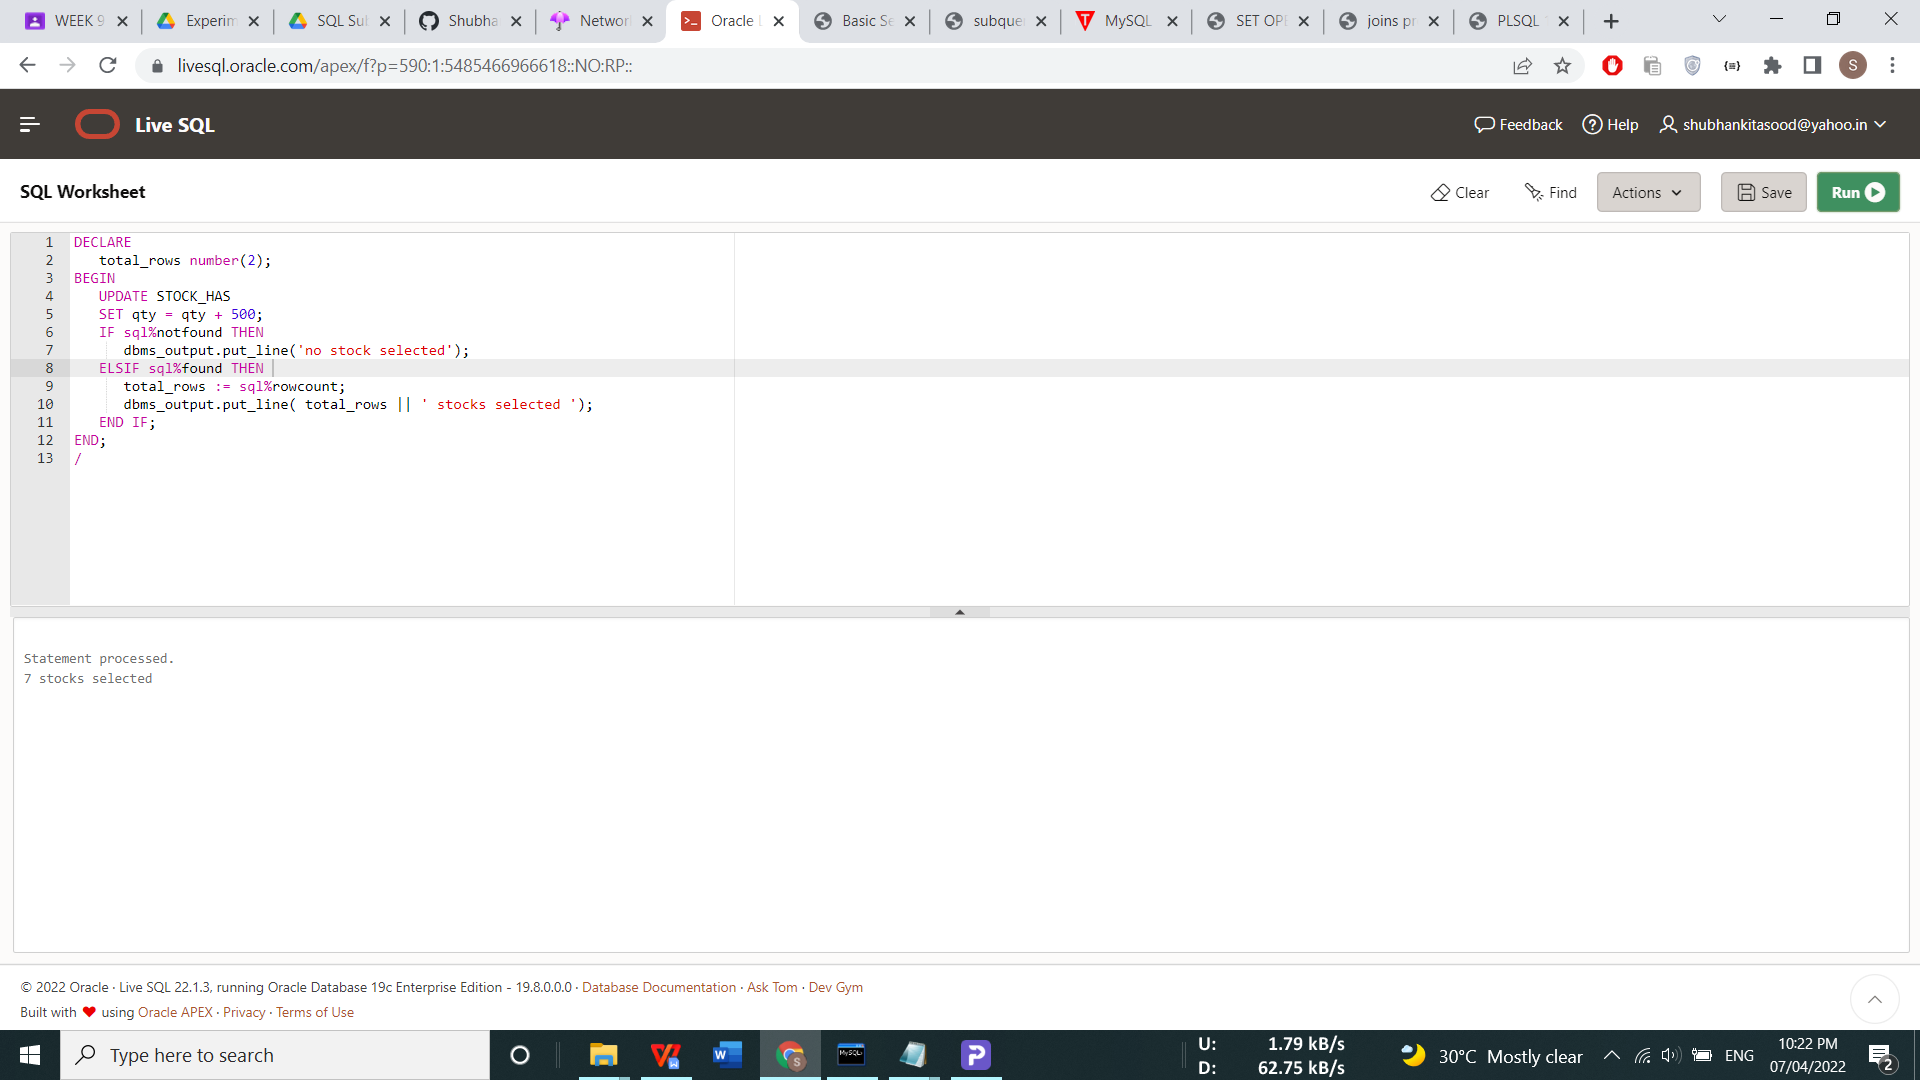 WEEK 9
Experim
SQL Sub
Shubha
Network
Oracle L
Basic Se
subquer
MySQL
SET OPE
joins pr
PLSQL
livesql.oracle.com/apex/f?p=590:1:5485466966618::NO:RP::
S
Live SQL
Feedback
Help
shubhankitasood@yahoo.in
SQL Worksheet
Clear
Find
Actions
Save
Run
1 DECLARE
2 total_rows number(2);
3 BEGIN
4 UPDATE STOCK_HAS
5 SET qty = qty + 500;
6 IF sql%notfound THEN
7 dbms_output.put_line('no stock selected');
8 ELSIF sql%found THEN
9 total_rows := sql%rowcount;
10 dbms_output.put_line( total_rows || ' stocks selected ');
11 END IF;
12 END;
13 /
Statement processed.
7 stocks selected
© 2022 Oracle · Live SQL 22.1.3, running Oracle Database 19c Enterprise Edition - 19.8.0.0.0 · Database Documentation · Ask Tom · Dev Gym
Built with ❤ using Oracle APEX · Privacy · Terms of Use
Type here to search
U: 1.79 kB/s
D: 62.75 kB/s
30°C Mostly clear
ENG
10:22 PM
07/04/2022
2